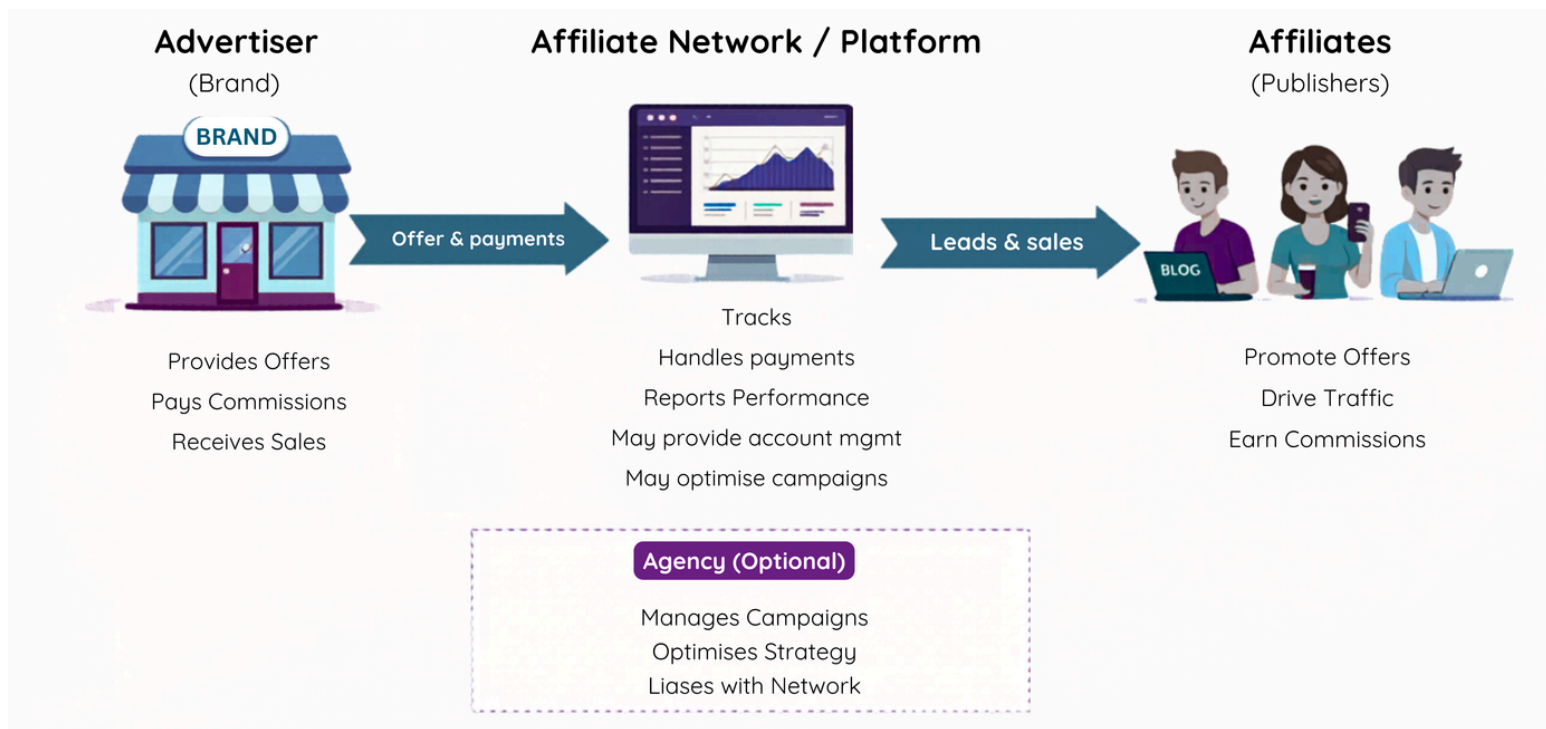 Advertiser
(Brand)
BRAND
Provides Offers
Pays Commissions
Receives Sales
Offer & payments
Affiliate Network / Platform
Tracks
Handles payments
Reports Performance
May provide account mgmt
May optimise campaigns
Leads & sales
Affiliates
(Publishers)
BLOG
Promote Offers
Drive Traffic
Earn Commissions
Agency (Optional)
Manages Campaigns
Optimises Strategy
Liases with Network